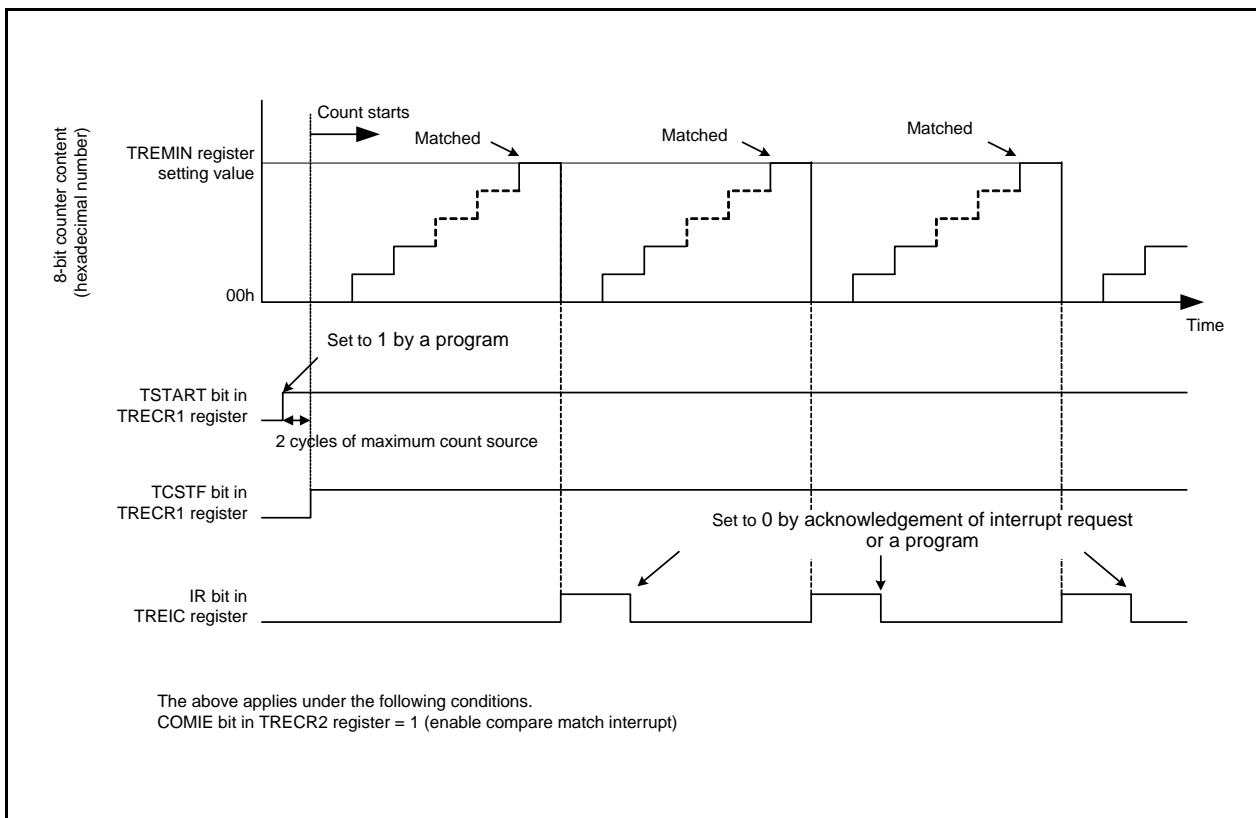 8-bit counter content
(hexadecimal number)
Count starts
Matched
Matched
Matched
TREMIN register
setting value
00h
Time
Set to 1 by a program
TSTART bit in
TRECR1 register
2 cycles of maximum count source
TCSTF bit in
TRECR1 register
Set to 0 by acknowledgement of interrupt request
or a program
IR bit in
TREIC register
The above applies under the following conditions.
COMIE bit in TRECR2 register = 1 (enable compare match interrupt)